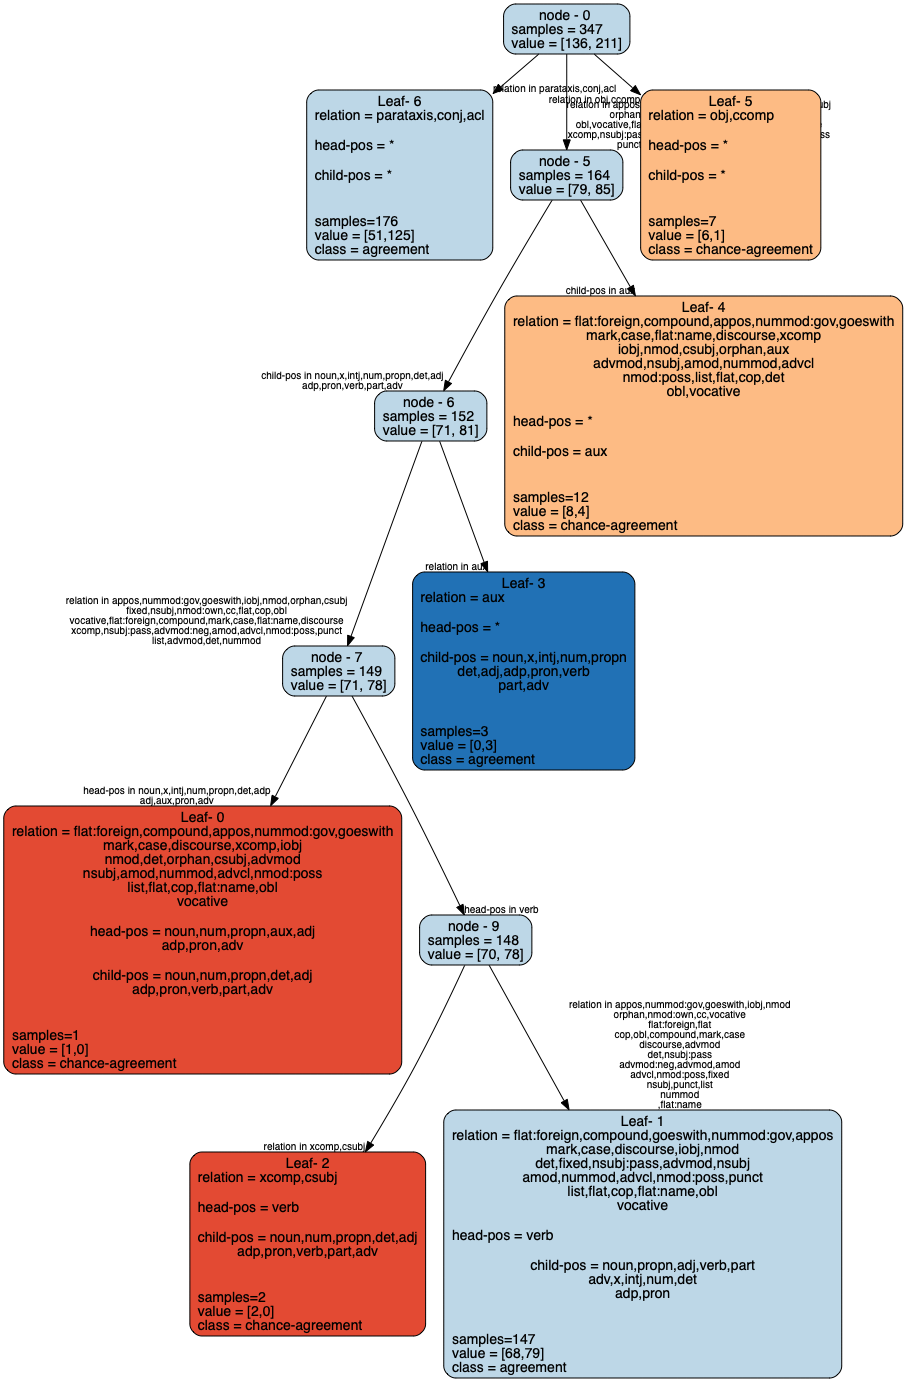 node - 0
samples = 347
value = [136, 211]
relation in parataxis,conj,acl
relation in obj,ccomp
relation in appos
orphan
obl,vocative,fla
xcomp,nsubj:pas
punct
Leaf- 6
relation = parataxis,conj,acl
head-pos = *
child-pos = *
samples=176
value = [51,125]
class = agreement
Leaf- 5
relation = obj,ccomp
head-pos = *
child-pos = *
samples=7
value = [6,1]
class = chance-agreement
node - 5
samples = 164
value = [79, 85]
child-pos in aux
Leaf- 4
relation = flat:foreign,compound,appos,nummod:gov,goeswith
mark,case,flat:name,discourse,xcomp
iobj,nmod,csubj,orphan,aux
advmod,nsubj,amod,nummod,advcl
nmod:poss,list,flat,cop,det
obl,vocative
head-pos = *
child-pos = aux
samples=12
value = [8,4]
class = chance-agreement
child-pos in noun,x,intj,num,propn,det,adj
adp,pron,verb,part,adv
node - 6
samples = 152
value = [71, 81]
relation in aux
Leaf- 3
relation = aux
head-pos = *
child-pos = noun,x,intj,num,propn
det,adj,adp,pron,verb
part,adv
samples=3
value = [0,3]
class = agreement
relation in appos,nummod:gov,goeswith,iobj,nmod,orphan,csubj
fixed,nsubj,nmod:own,cc,flat,cop,obl
vocative,flat:foreign,compound,mark,case,flat:name,discourse
xcomp,nsubj:pass,advmod:neg,amod,advcl,nmod:poss,punct
list,advmod,det,nummod
node - 7
samples = 149
value = [71, 78]
head-pos in noun,x,intj,num,propn,det,adp
adj,aux,pron,adv
Leaf- 0
relation = flat:foreign,compound,appos,nummod:gov,goeswith
mark,case,discourse,xcomp,iobj
nmod,det,orphan,csubj,advmod
nsubj,amod,nummod,advcl,nmod:poss
list,flat,cop,flat:name,obl
vocative
head-pos = noun,num,propn,aux,adj
adp,pron,adv
child-pos = noun,num,propn,det,adj
adp,pron,verb,part,adv
samples=1
value = [1,0]
class = chance-agreement
head-pos in verb
node - 9
samples = 148
value = [70, 78]
relation in xcomp,csubj
Leaf- 2
relation = xcomp,csubj
head-pos = verb
child-pos = noun,num,propn,det,adj
adp,pron,verb,part,adv
samples=2
value = [2,0]
class = chance-agreement
relation in appos,nummod:gov,goeswith,iobj,nmod
orphan,nmod:own,cc,vocative
flat:foreign,flat
cop,obl,compound,mark,case
discourse,advmod
det,nsubj:pass
advmod:neg,advmod,amod
advcl,nmod:poss,fixed
nsubj,punct,list
nummod
,flat:name
Leaf- 1
relation = flat:foreign,compound,goeswith,nummod:gov,appos
mark,case,discourse,iobj,nmod
det,fixed,nsubj:pass,advmod,nsubj
amod,nummod,advcl,nmod:poss,punct
list,flat,cop,flat:name,obl
vocative
head-pos = verb
child-pos = noun,propn,adj,verb,part
adv,x,intj,num,det
adp,pron
samples=147
value = [68,79]
class = agreement